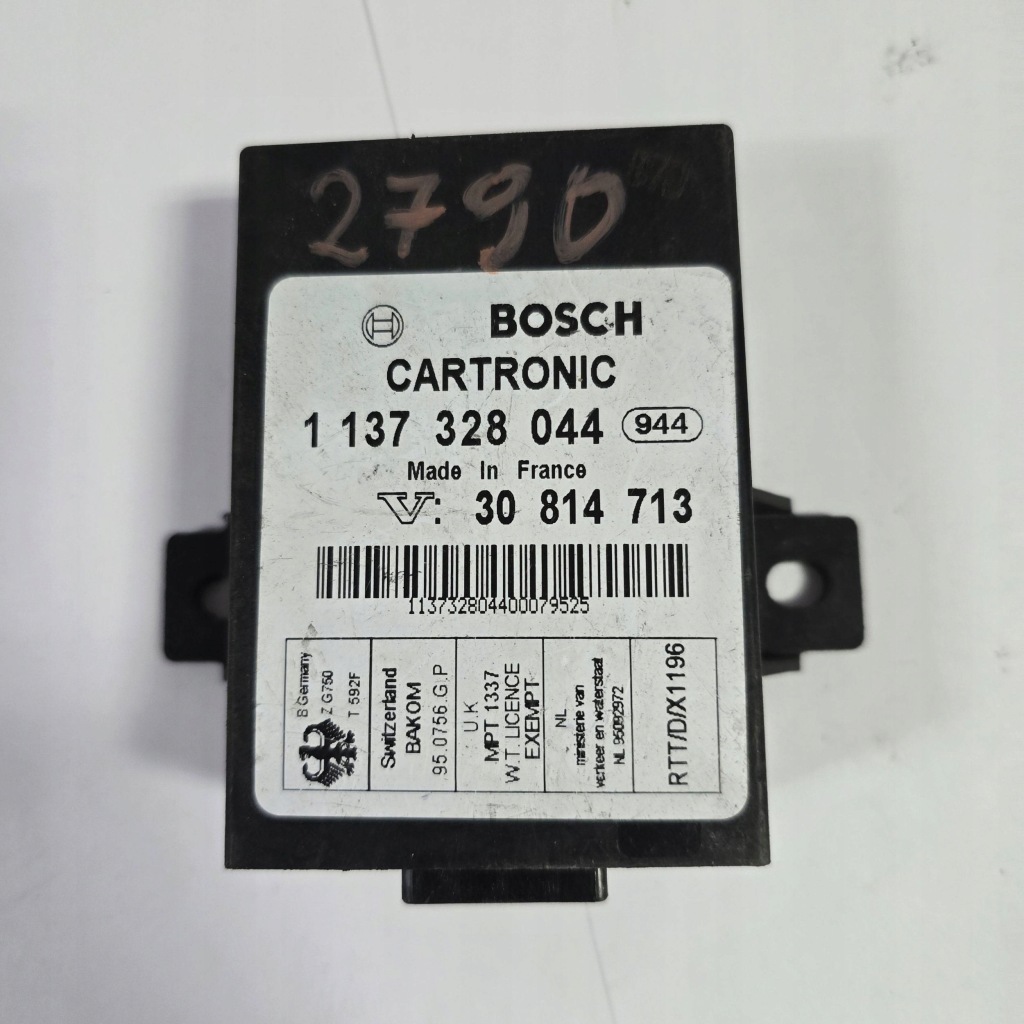 2790
BOSCH
CARTRONIC
1 137 328 044 944
Made In France
V: 30 814 713
113732804400079525
B Germany
Z G750
T 592F
Switzerland
BAKOM
95.0756.G.P
U.K
MPT 1337
W.T. LICENCE
EXEMPT
NL
ministerie van
verkeer en waterstaat
NL 95092972
RTT/D/X1196